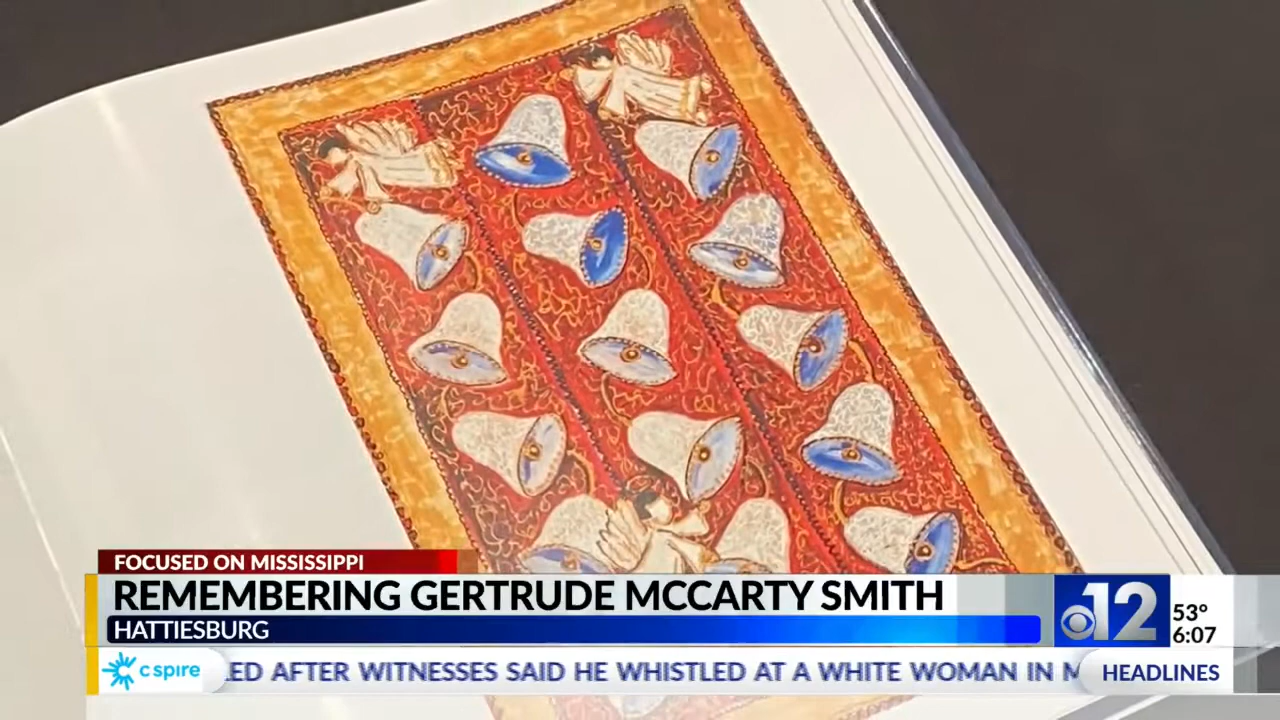 FOCUSED ON MISSISSIPPI
REMEMBERING GERTRUDE MCCARTY SMITH
HATTIESBURG
12
53°
6:07
c spire
AFTER WITNESSES SAID HE WHISTLED AT A WHITE WOMAN IN
HEADLINES